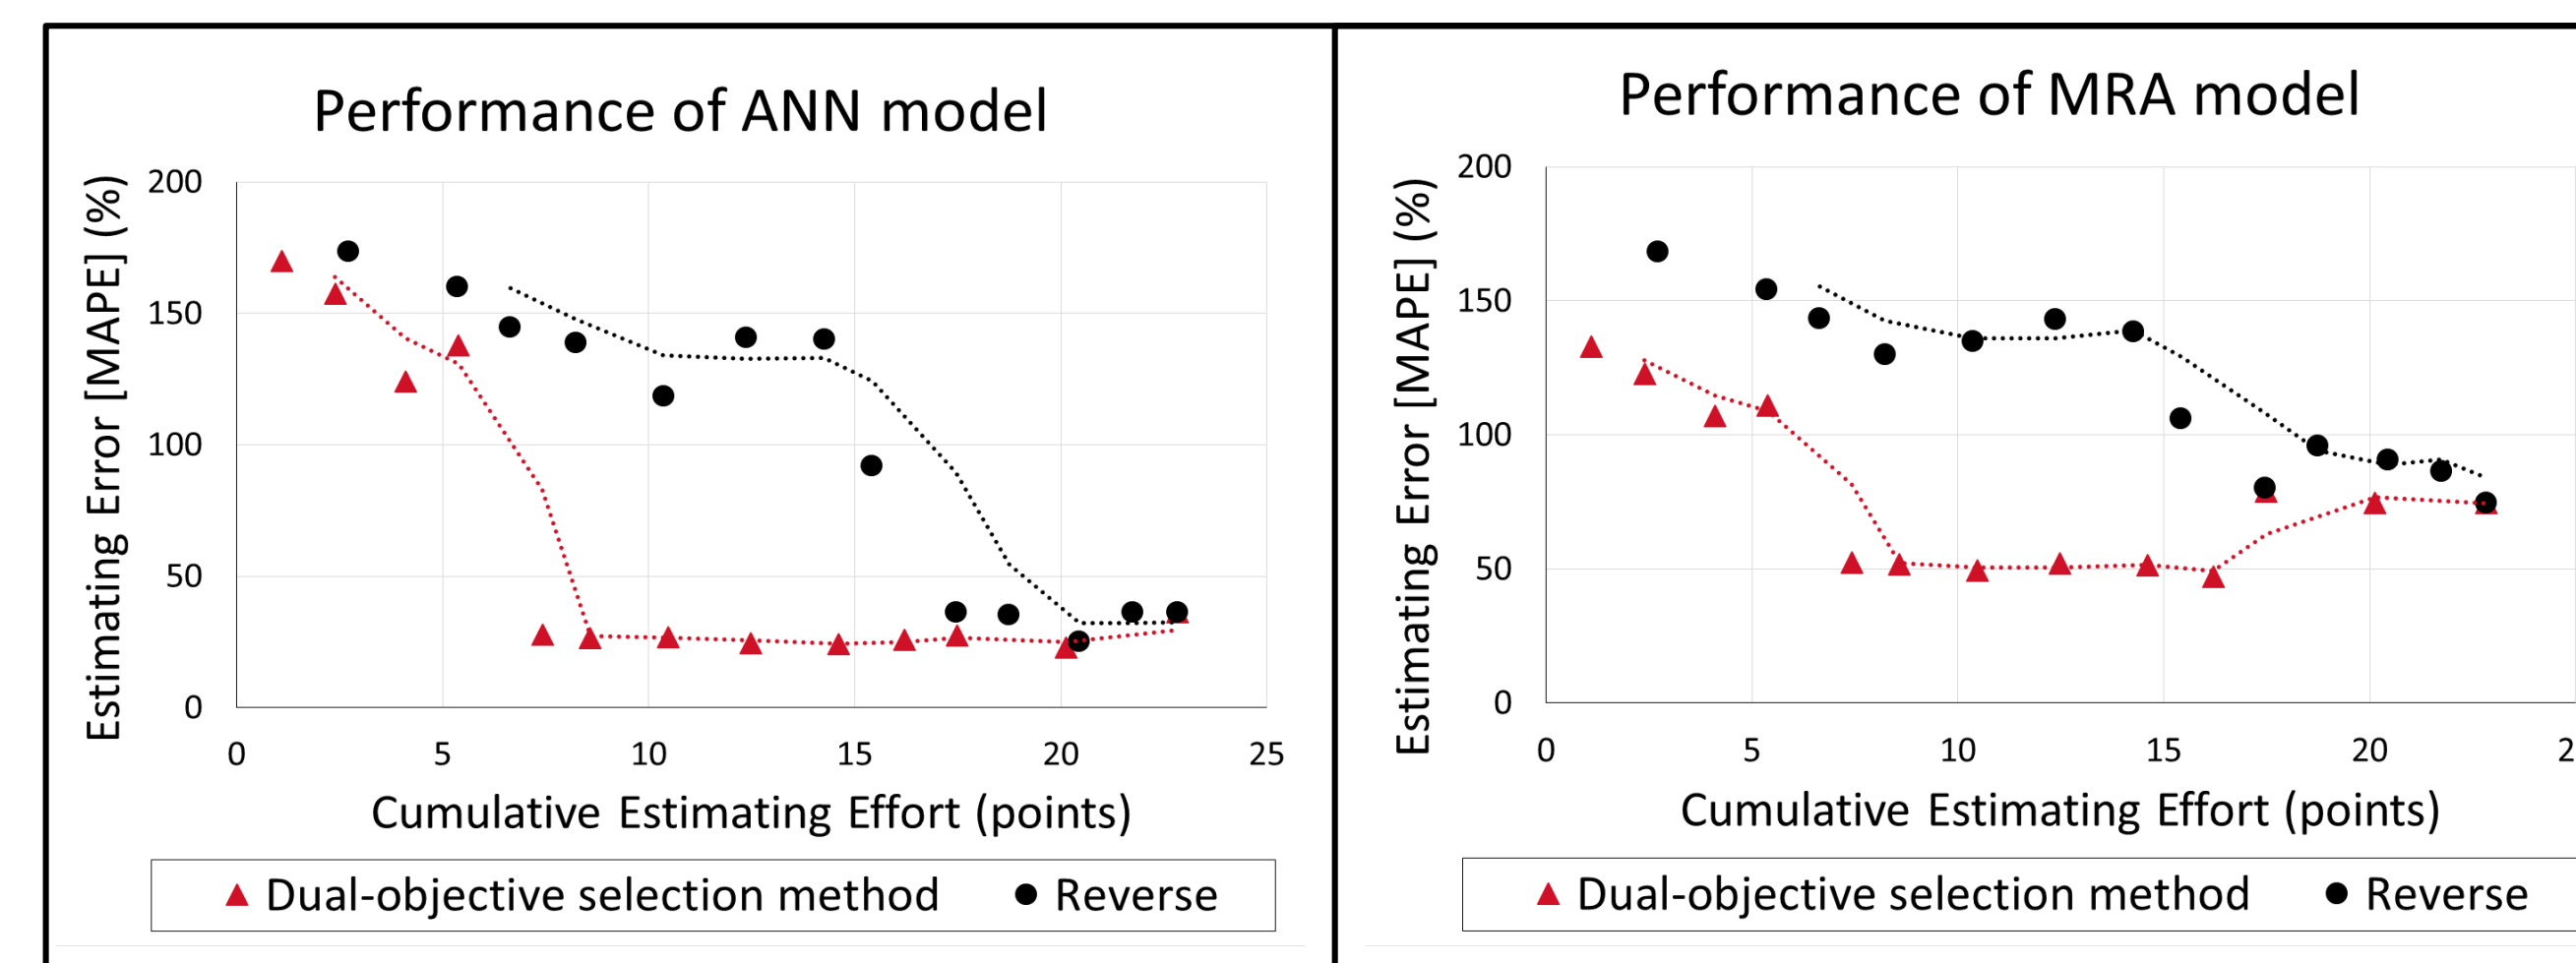 Performance of ANN model
Estimating Error [MAPE] (%)
200
150
100
50
0
0 5 10 15 20 25
Cumulative Estimating Effort (points)
Dual-objective selection method Reverse
Performance of MRA model
Estimating Error [MAPE] (%)
200
150
100
50
0
0 5 10 15 20 2
Cumulative Estimating Effort (points)
Dual-objective selection method Reverse